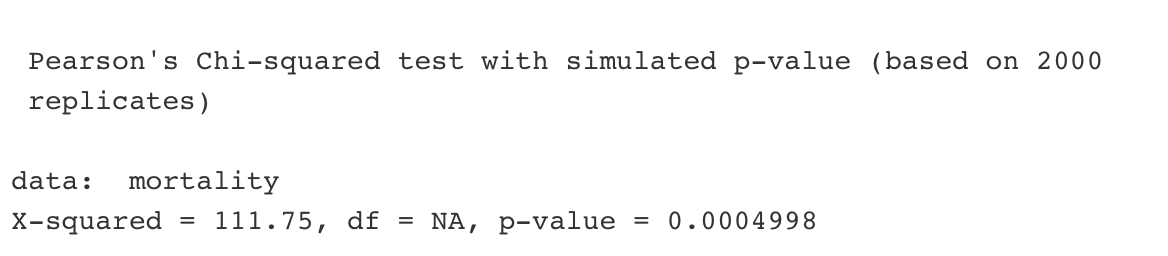 Pearson's Chi-squared test with simulated p-value (based on 2000
replicates)
data:  mortality
X-squared = 111.75, df = NA, p-value = 0.0004998